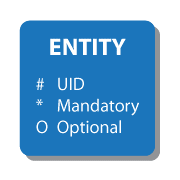 ENTITY
# UID
* Mandatory
O Optional